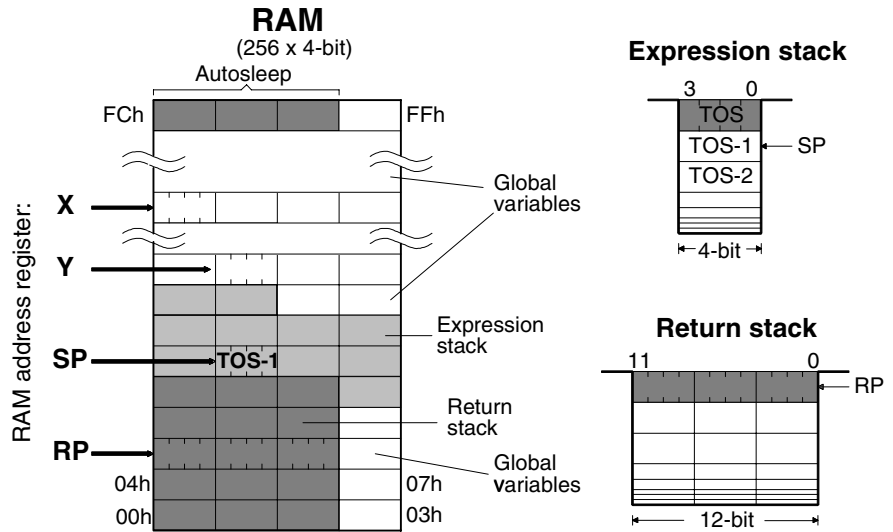 RAM
(256 x 4-bit)
Autosleep
FCh
FFh
RAM address register:
X
Y
SP
RP
TOS-1
04h
00h
07h
03h
Global
variables
Expression
stack
Return
stack
Global
variables
Expression stack
3 0
TOS
TOS-1
TOS-2
SP
4-bit
Return stack
11 0
RP
12-bit